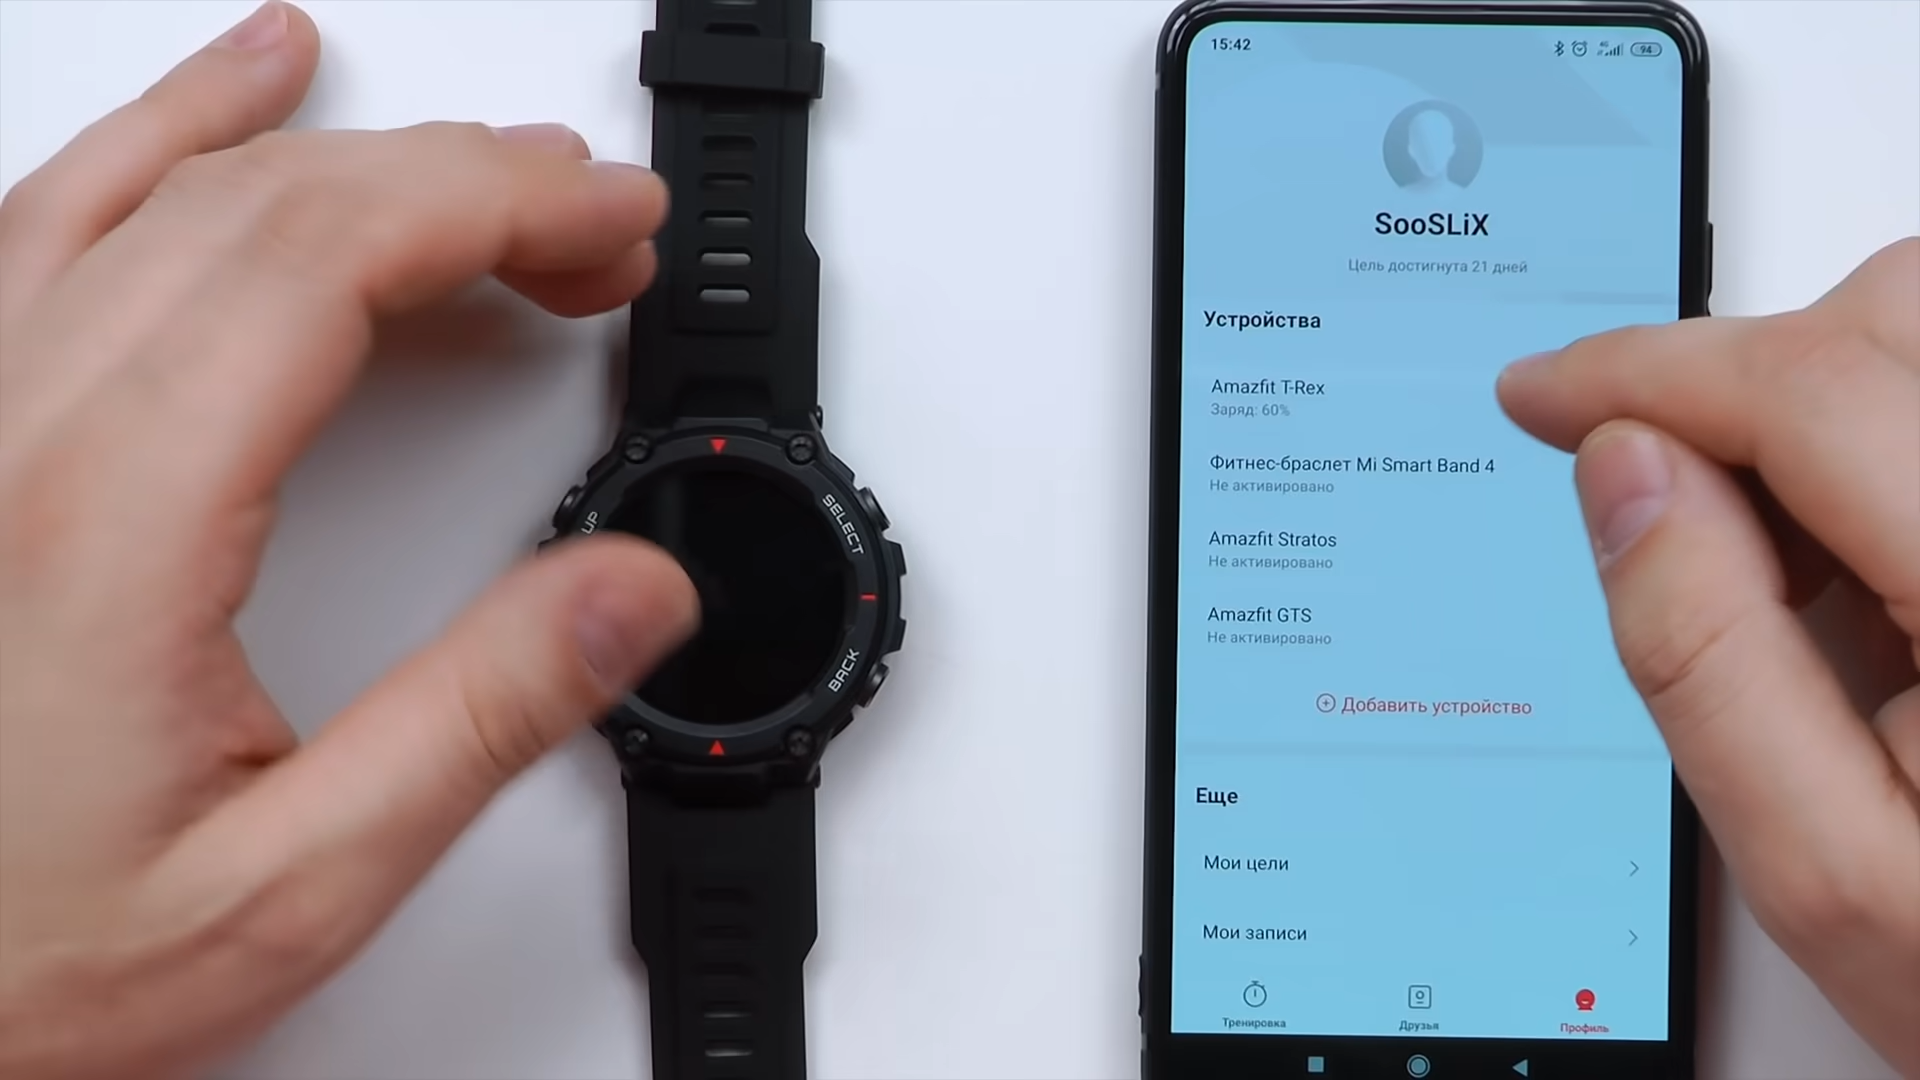 UP
SELECT
BACK
15:42
4G
94
SooSLiX
Цель достигнута 21 дней
Устройства
Amazfit T-Rex
Заряд: 60%
Фитнес-браслет Mi Smart Band 4
Не активировано
Amazfit Stratos
Не активировано
Amazfit GTS
Не активировано
Добавить устройство
Еще
Мои цели
Мои записи
Тренировка
Друзья
Профиль